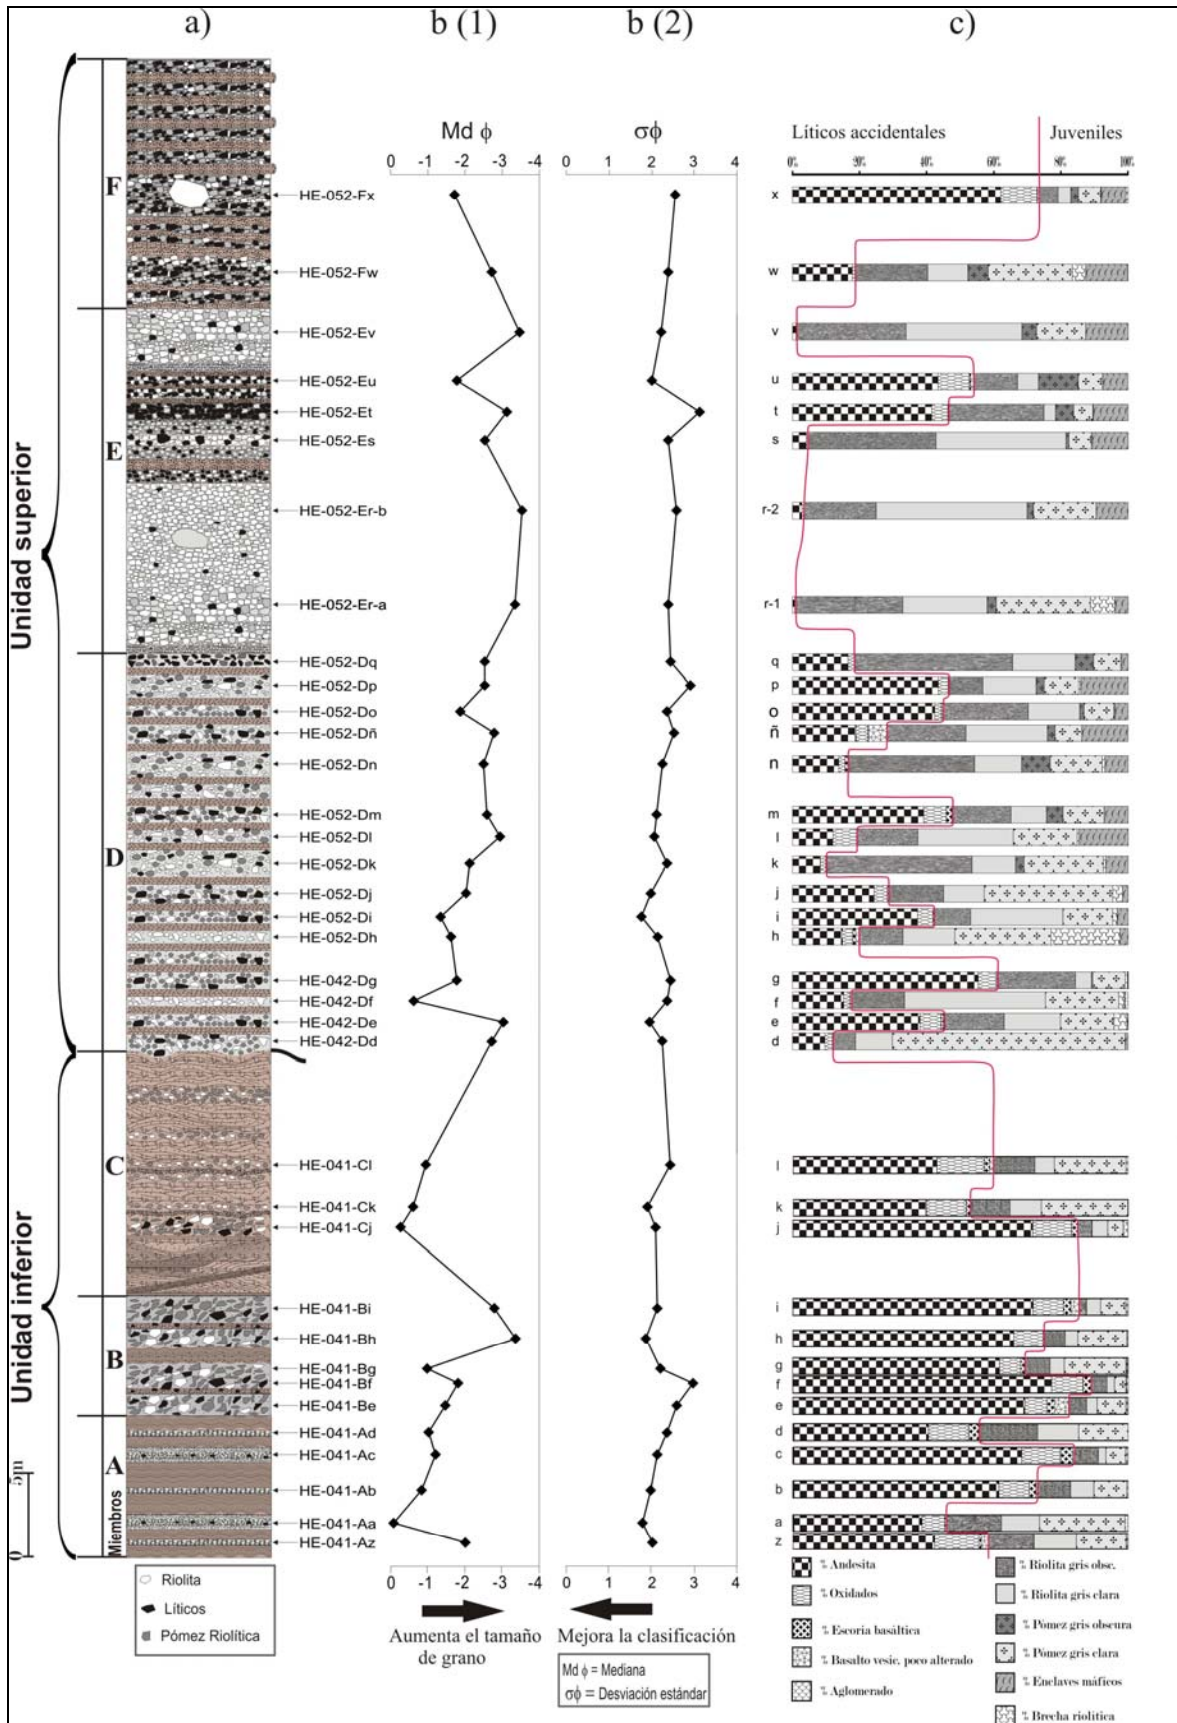 a)
b (1)
b (2)
c)
Md ϕ
σϕ
Líticos accidentales
Juveniles
0 -1 -2 -3 -4
0 1 2 3 4
0% 20% 40% 60% 80% 100%
Unidad superior
Unidad inferior
F
E
D
C
B
A
Miembros
5m
0
HE-052-Fx
HE-052-Fw
HE-052-Ev
HE-052-Eu
HE-052-Et
HE-052-Es
HE-052-Er-b
HE-052-Er-a
HE-052-Dq
HE-052-Dp
HE-052-Do
HE-052-Dñ
HE-052-Dn
HE-052-Dm
HE-052-Dl
HE-052-Dk
HE-052-Dj
HE-052-Di
HE-052-Dh
HE-042-Dg
HE-042-Df
HE-042-De
HE-042-Dd
HE-041-Cl
HE-041-Ck
HE-041-Cj
HE-041-Bi
HE-041-Bh
HE-041-Bg
HE-041-Bf
HE-041-Be
HE-041-Ad
HE-041-Ac
HE-041-Ab
HE-041-Aa
HE-041-Az
x
w
v
u
t
s
r-2
r-1
q
p
o
ñ
n
m
l
k
j
i
h
g
f
e
d
l
k
j
i
h
g
f
e
d
c
b
a
z
0 -1 -2 -3 -4
0 2 4
Riolita
Líticos
Pómez Riolítica
Aumenta el tamaño
de grano
Mejora la clasificación
Md ϕ = Mediana
σϕ = Desviación estándar
% Andesita
% Oxidados
% Escoria basáltica
% Basalto vesic. poco alterado
% Aglomerado
% Riolita gris obsc.
% Riolita gris clara
% Pómez gris obscura
% Pómez gris clara
% Enclaves máficos
% Brecha riolitica